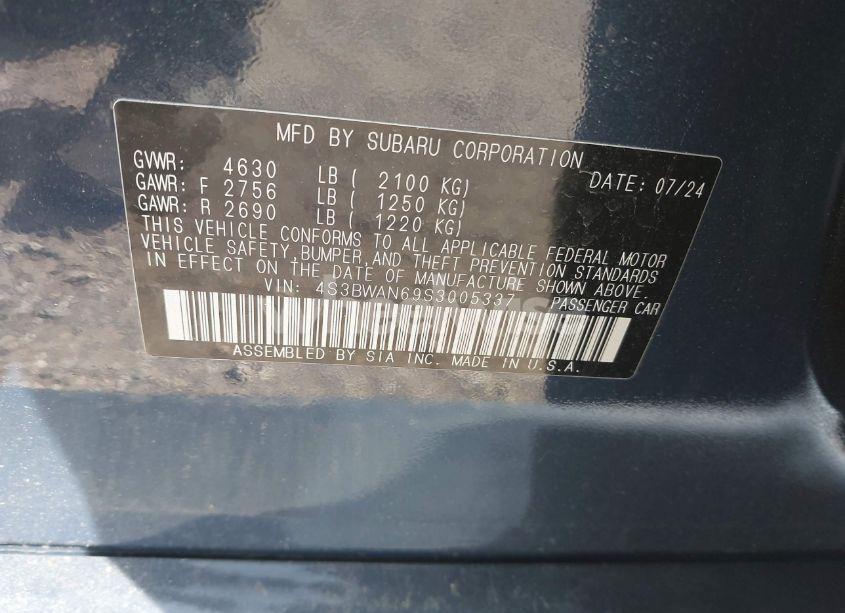 MFD BY SUBARU CORPORATION
GVWR: 4630 LB ( 2100 KG) DATE: 07/24
GAWR: F 2756 LB ( 1250 KG)
GAWR: R 2690 LB ( 1220 KG)
THIS VEHICLE CONFORMS TO ALL APPLICABLE FEDERAL MOTOR
VEHICLE SAFETY, BUMPER, AND THEFT PREVENTION STANDARDS
IN EFFECT ON THE DATE OF MANUFACTURE SHOWN ABOVE.
VIN: 4S3BWAN69S3005337 PASSENGER CAR
ASSEMBLED BY SIA INC. MADE IN U.S.A.